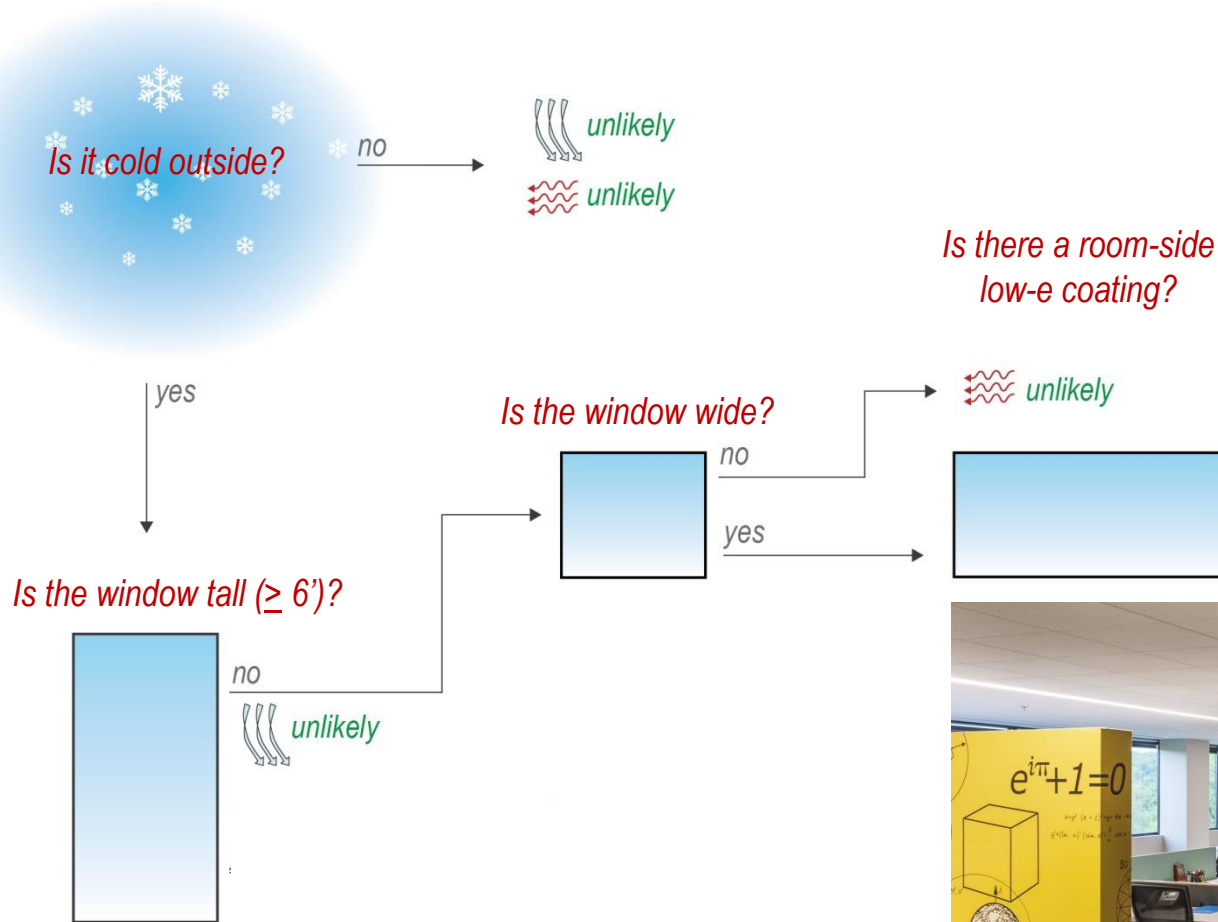 Is it cold outside?
no
unlikely
unlikely
Is there a room-side
low-e coating?
yes
Is the window wide?
unlikely
no
yes
Is the window tall (≥ 6’)?
no
unlikely
e^{iπ}+1=0